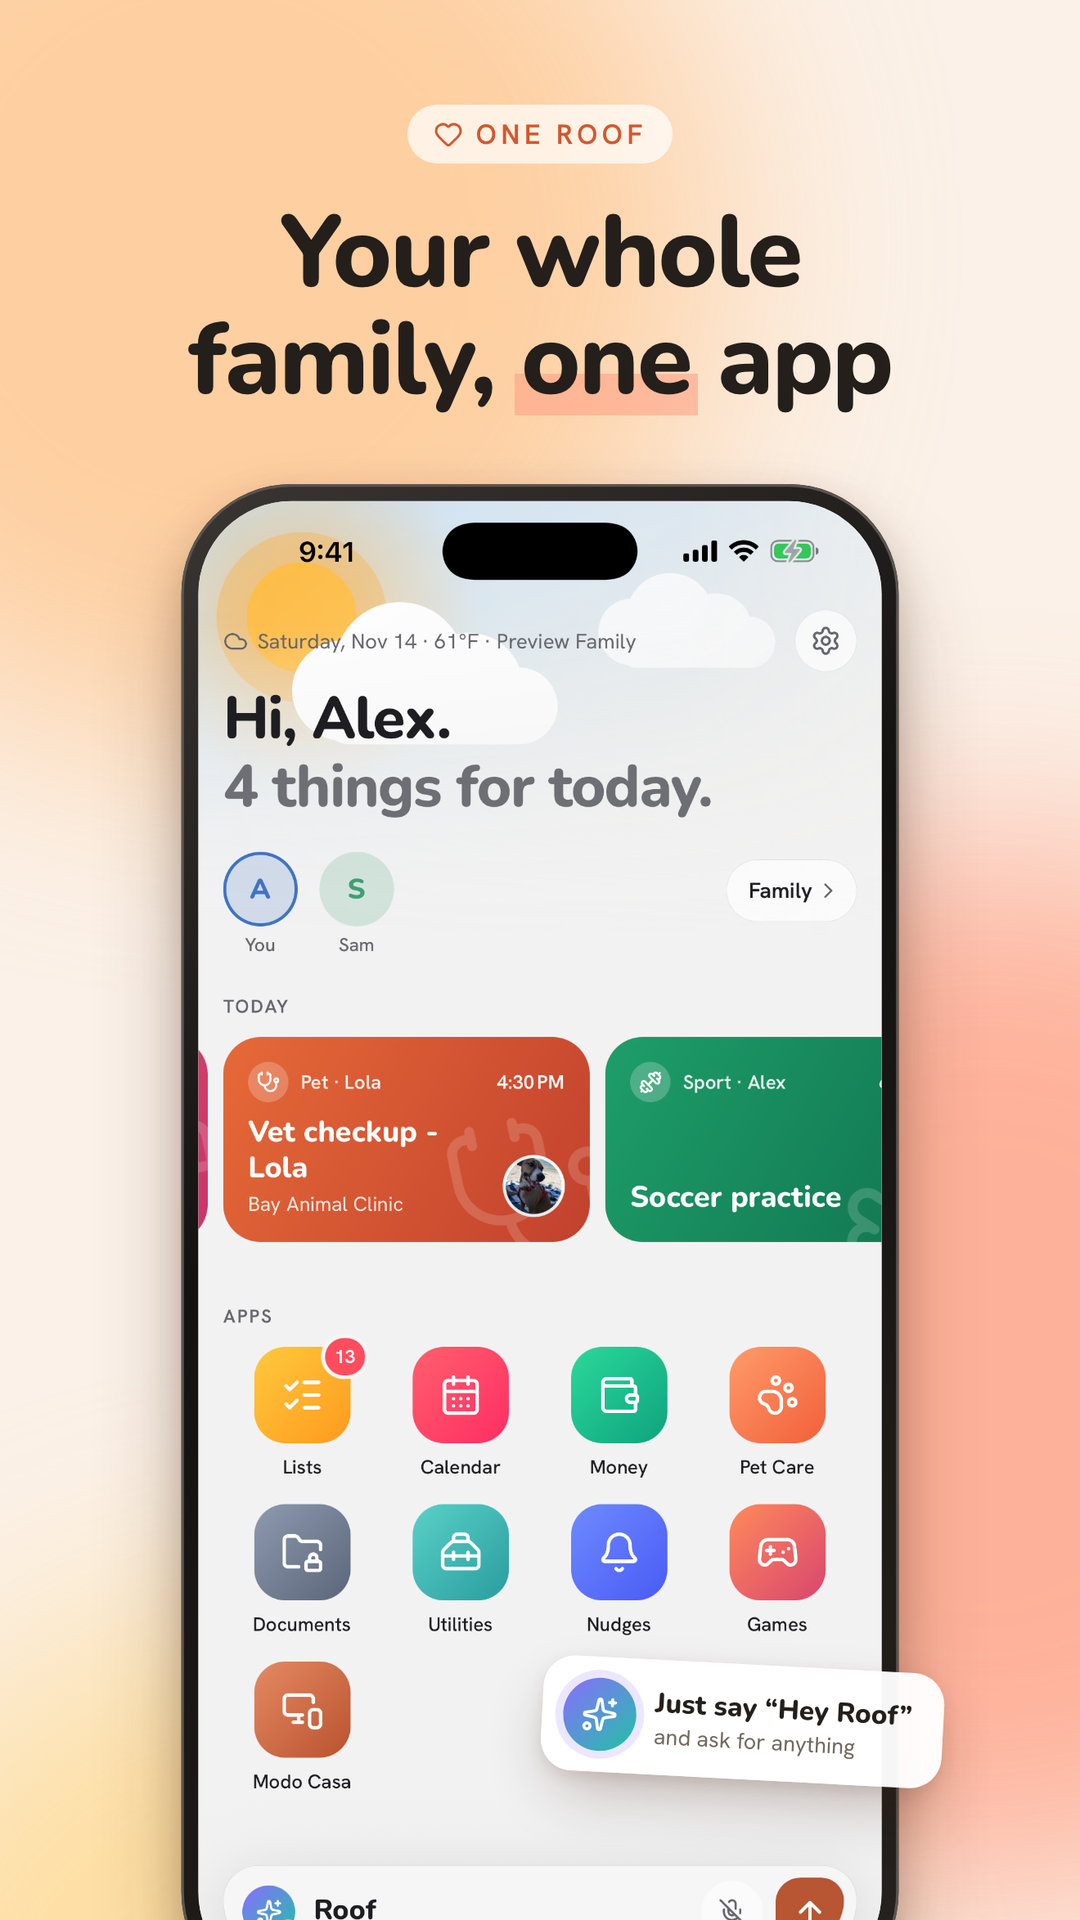 ONE ROOF
Your whole
family, one app
9:41
Saturday, Nov 14 · 61°F · Preview Family
Hi, Alex.
4 things for today.
A
S
You
Sam
Family
TODAY
Pet · Lola
4:30 PM
Vet checkup -
Lola
Bay Animal Clinic
Sport · Alex
Soccer practice
APPS
13
Lists
Calendar
Money
Pet Care
Documents
Utilities
Nudges
Games
Just say “Hey Roof”
and ask for anything
Modo Casa
Roof